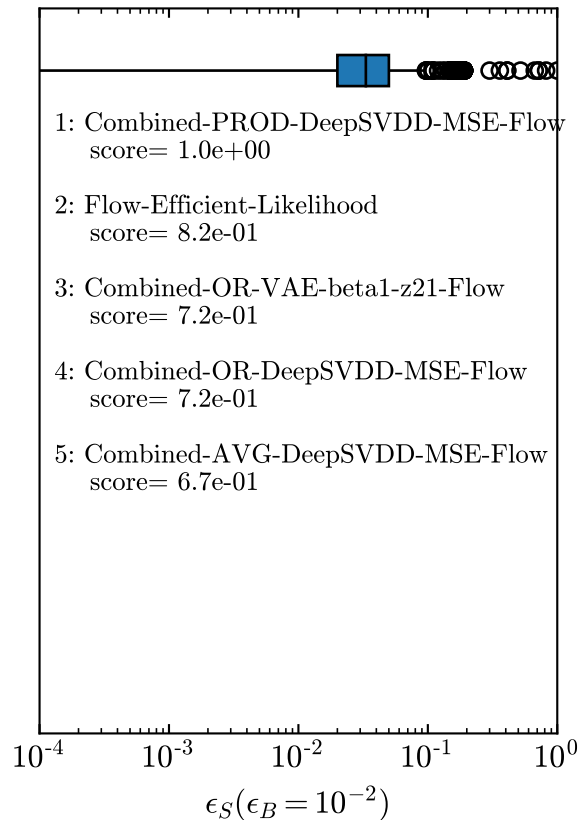 1: Combined-PROD-DeepSVDD-MSE-Flow
score= 1.0e+00
2: Flow-Efficient-Likelihood
score= 8.2e-01
3: Combined-OR-VAE-beta1-z21-Flow
score= 7.2e-01
4: Combined-OR-DeepSVDD-MSE-Flow
score= 7.2e-01
5: Combined-AVG-DeepSVDD-MSE-Flow
score= 6.7e-01
10⁻⁴ 10⁻³ 10⁻² 10⁻¹ 10⁰
ϵ_S(ϵ_B = 10⁻²)